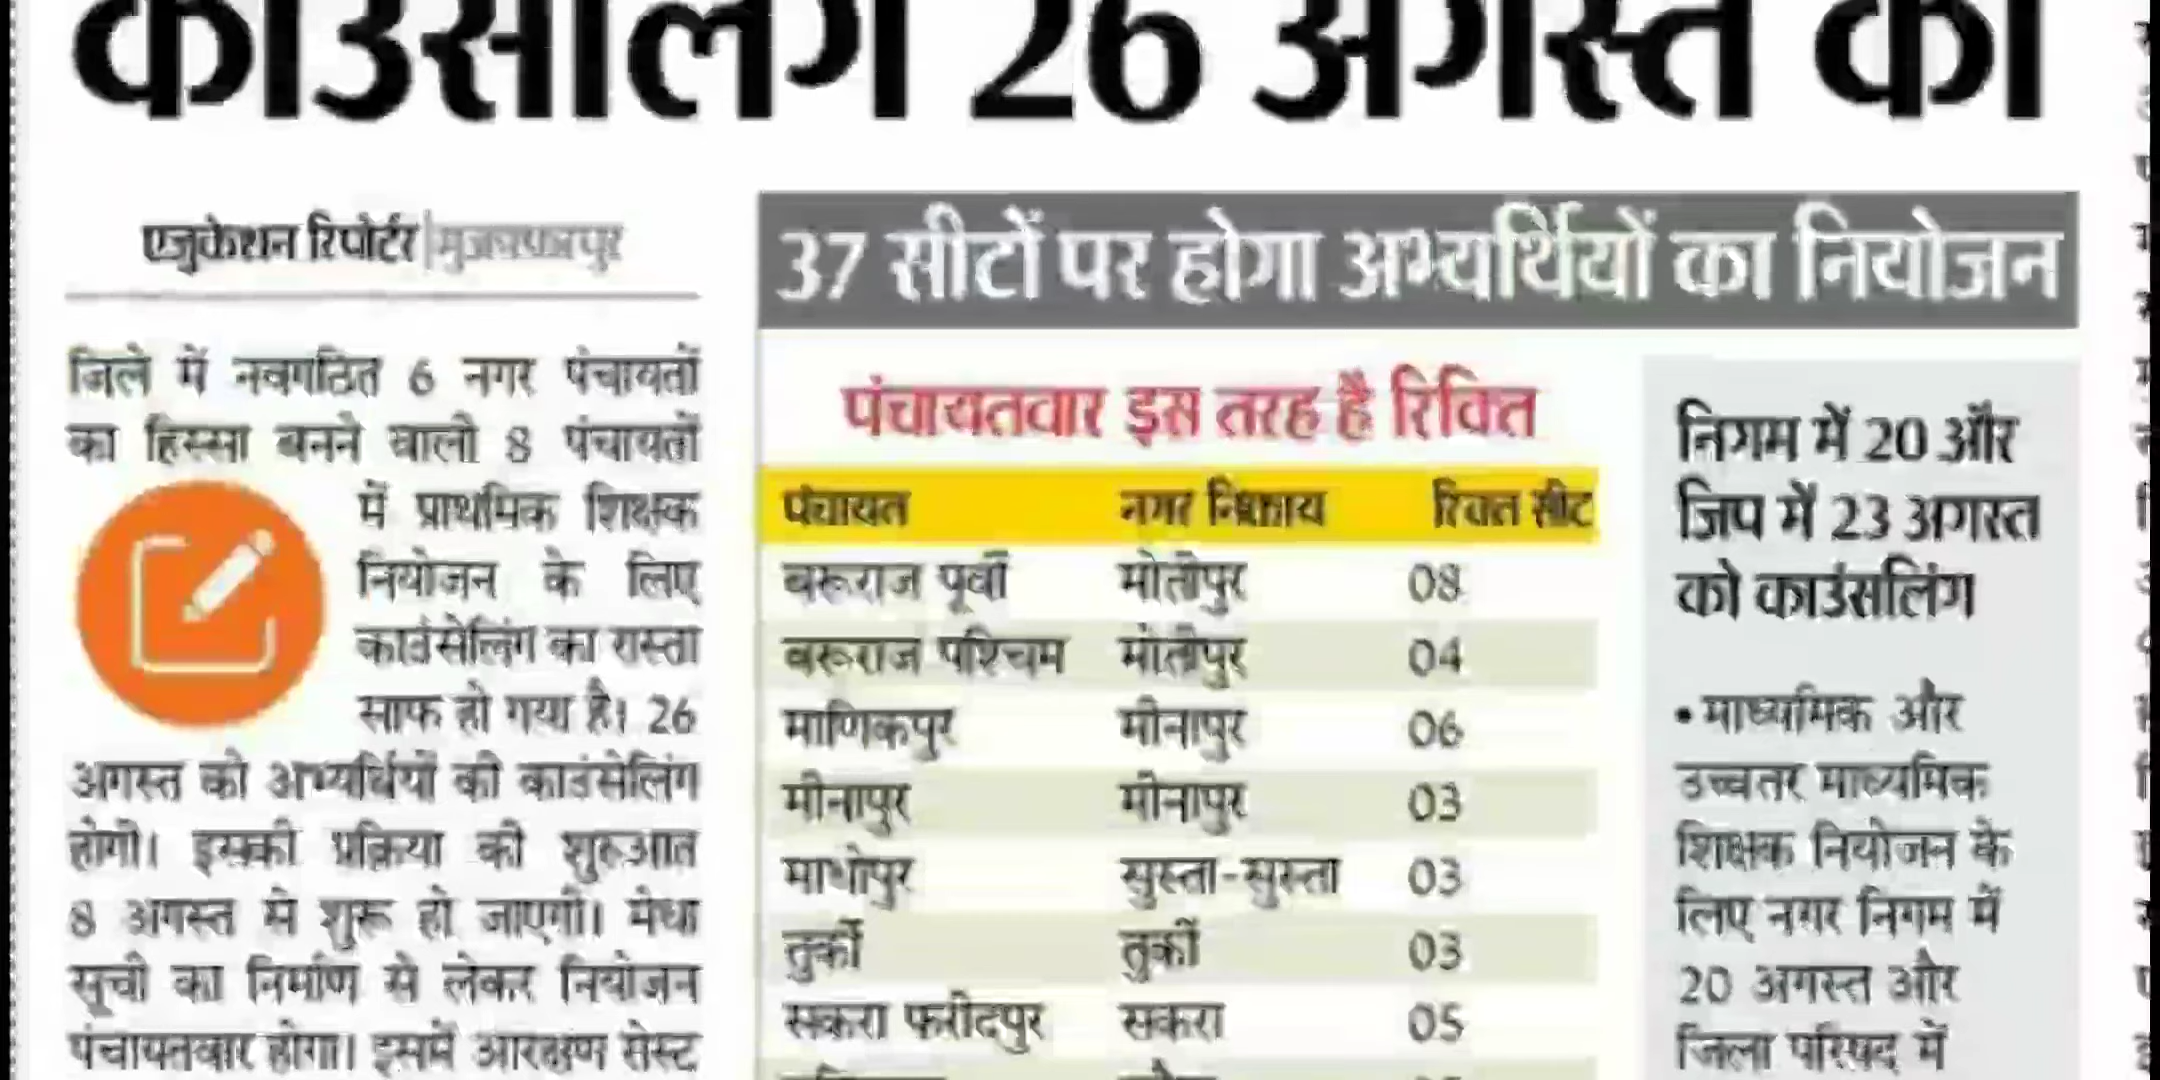 काउंसेलिंग 26 अगस्त को
एजुकेशन रिपोर्टर|मुजफ्फरपुर
जिले में नवगठित 6 नगर पंचायतों
का हिस्सा बनने वाली 8 पंचायतों
में प्राथमिक शिक्षक
नियोजन के लिए
काउंसेलिंग का रास्ता
साफ हो गया है। 26
अगस्त को अभ्यर्थियों की काउंसेलिंग
होगी। इसकी प्रक्रिया की शुरुआत
8 अगस्त से शुरू हो जाएगी। मेधा
सूची का निर्माण से लेकर नियोजन
पंचायतवार होगा। इसमें आरक्षण रोस्ट
37 सीटों पर होगा अभ्यर्थियों का नियोजन
पंचायतवार इस तरह है रिक्ति
पंचायत नगर निकाय रिक्त सीट
बरूराज पूर्वी मोतीपुर 08
बरूराज पश्चिम मोतीपुर 04
माणिकपुर मीनापुर 06
मीनापुर मीनापुर 03
माधोपुर सुस्ता-सुस्ता 03
तुर्की तुर्की 03
सकरा फरीदपुर सकरा 05
निगम में 20 और
जिप में 23 अगस्त
को काउंसलिंग
• माध्यमिक और
उच्चतर माध्यमिक
शिक्षक नियोजन के
लिए नगर निगम में
20 अगस्त और
जिला परिषद में